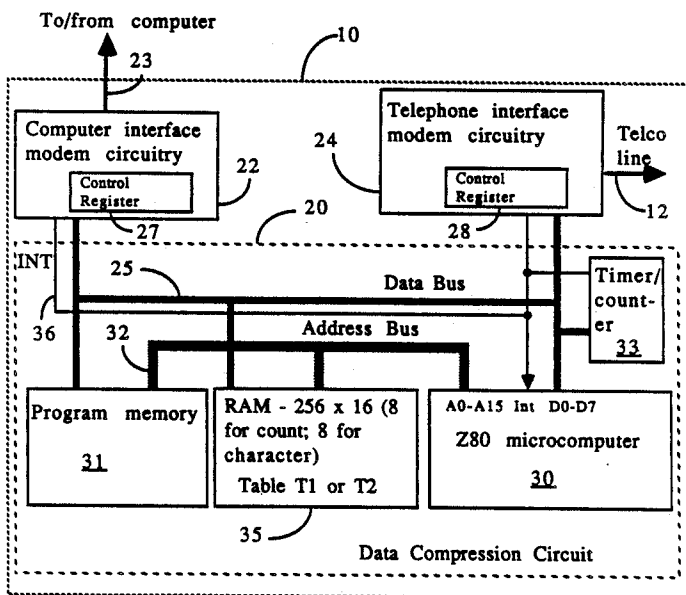 To/from computer
23
10
Computer interface
modem circuitry
Control
Register
27
22
Telephone interface
modem circuitry
Control
Register
28
24
Telco
line
12
20
INT
25
Data Bus
Timer/
count-
er
33
36
32
Address Bus
Program memory
31
RAM - 256 x 16 (8
for count; 8 for
character)
Table T1 or T2
35
A0-A15 Int D0-D7
Z80 microcomputer
30
Data Compression Circuit